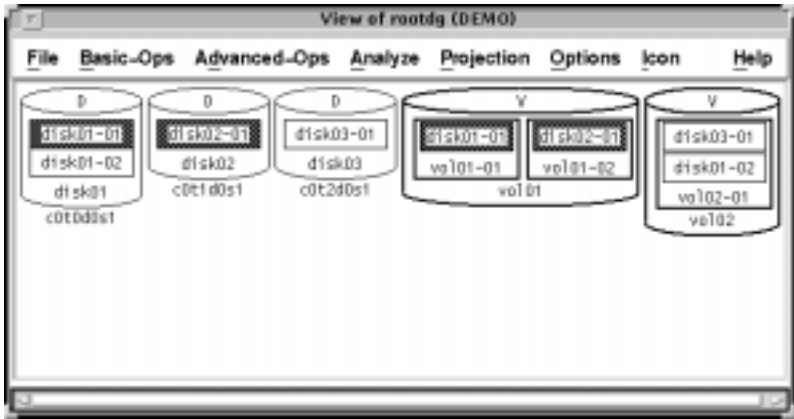 View of rootdg (DEMO)
File Basic-Ops Advanced-Ops Analyze Projection Options Icon Help
D D D V V
disk01-01 disk02-01 disk03-01 disk01-01 disk02-01 disk03-01
disk01-02 disk02 disk03 vol01-01 vol01-02 disk01-02
disk01 c0t1d0s1 c0t2d0s1 vol01 vol02-01
c0t0d0s1 vol02